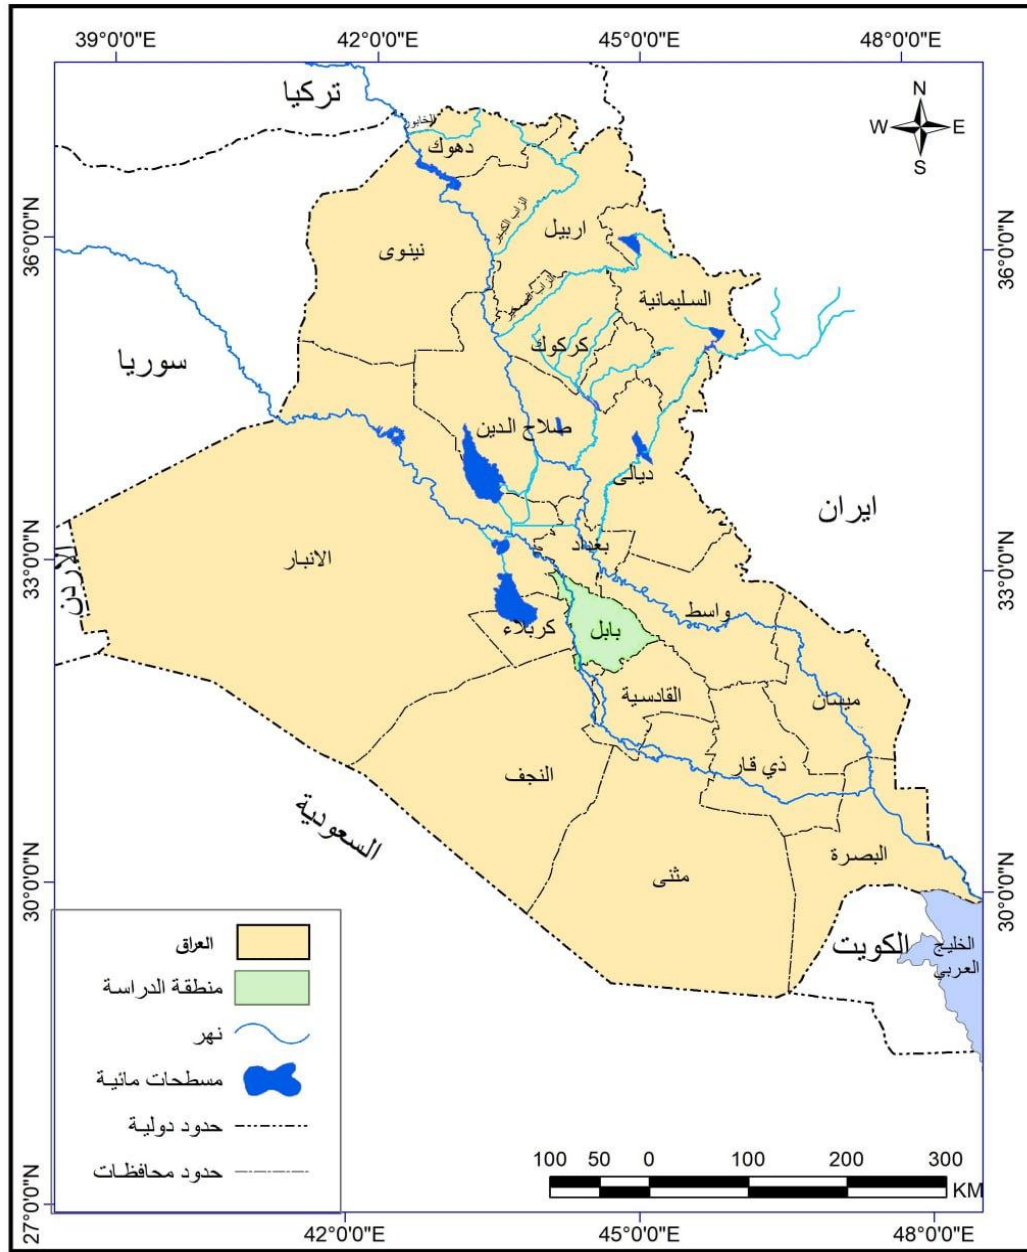 39°0'0"E
42°0'0"E
45°0'0"E
48°0'0"E
تركيا
N
W
E
S
الخابور
دهوك
36°0'0"N
36°0'0"N
الزاب الكبير
اربيل
نينوى
السليمانية
كركوك
سوريا
صلاح الدين
ديالى
ايران
33°0'0"N
33°0'0"N
الاردن
الانبار
بغداد
واسط
بابل
كربلاء
القادسية
ميسان
ذي قار
النجف
السعودية
البصرة
مثنى
30°0'0"N
30°0'0"N
الكويت
الخليج
العربي
العراق
منطقة الدراسة
نهر
مسطحات مائية
حدود دولية
حدود محافظات
100 50 0 100 200 300
KM
27°0'0"N
42°0'0"E
45°0'0"E
48°0'0"E